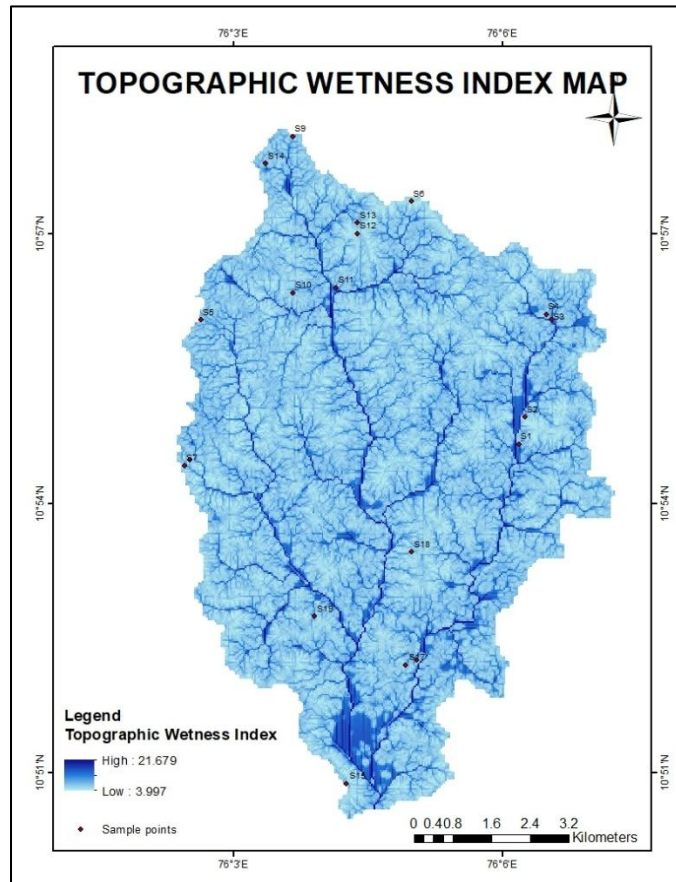 76°3'E
76°6'E
TOPOGRAPHIC WETNESS INDEX MAP
S9
S14
S6
S13
S12
10°57'N
10°57'N
S11
S10
S4
S3
S5
S2
S1
10°54'N
10°54'N
S18
S19
Legend
Topographic Wetness Index
High : 21.679
Low : 3.997
Sample points
10°51'N
10°51'N
S15
0 0.4 0.8 1.6 2.4 3.2
Kilometers
76°3'E
76°6'E